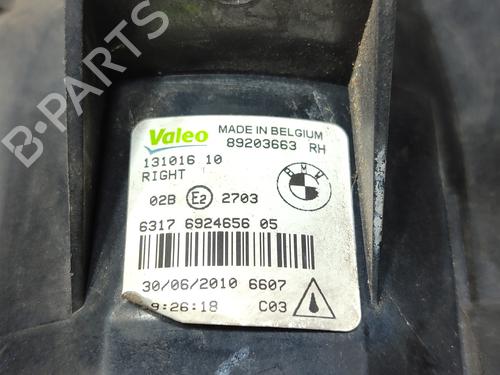 Valeo MADE IN BELGIUM
89203663 RH
131016 10
RIGHT
BMW
02B E2 2703
6317 6924656 05
30/06/2010 6607
9:26:18 C03
B-PARTS